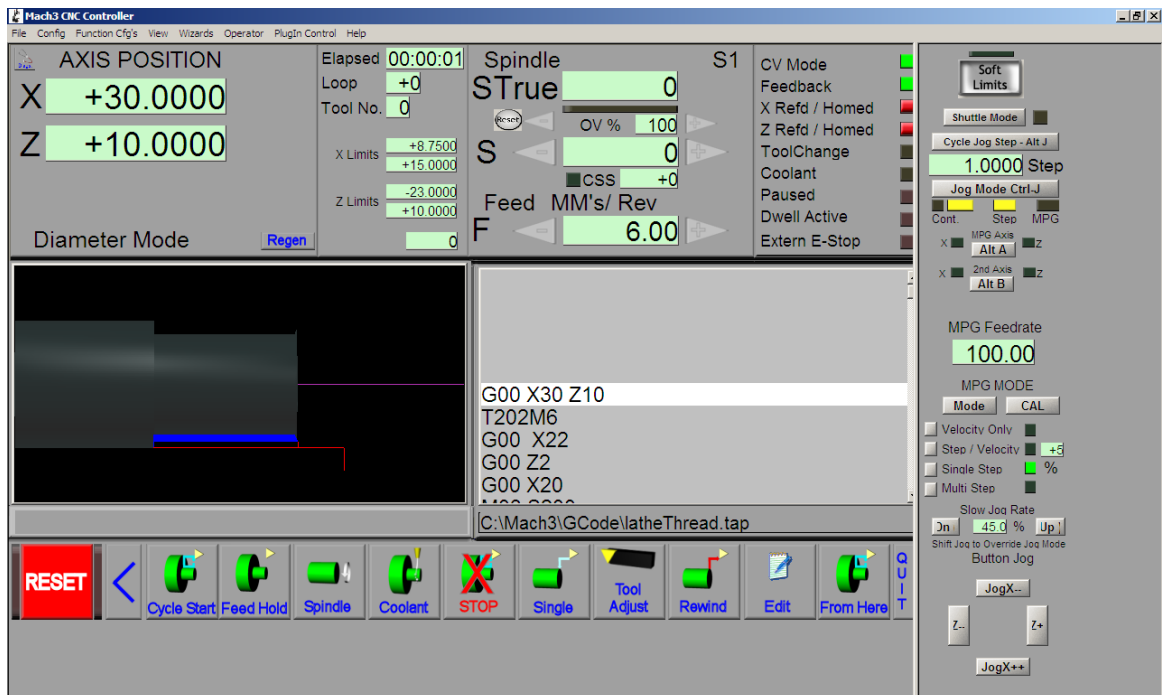 Mach3 CNC Controller
File Config Function Cfg's View Wizards Operator PlugIn Control Help
AXIS POSITION
X +30.0000
Z +10.0000
Diameter Mode
Regen
Elapsed 00:00:01
Loop +0
Tool No. 0
X Limits +8.7500
+15.0000
Z Limits -23.0000
+10.0000
0
Spindle S1
STrue 0
Reset OV % 100
S 0
CSS +0
Feed MM's/ Rev
F 6.00
CV Mode
Feedback
X Refd / Homed
Z Refd / Homed
ToolChange
Coolant
Paused
Dwell Active
Extern E-Stop
Soft
Limits
Shuttle Mode
Cycle Jog Step - Alt J
1.0000 Step
Jog Mode Ctrl-J
Cont. Step MPG
MPG Axis
X Alt A Z
2nd Axis
X Alt B Z
MPG Feedrate
100.00
MPG MODE
Mode CAL
Velocity Only
Step / Velocity +5
Single Step %
Multi Step
Slow Jog Rate
Dn 45.0 % Up
Shift Jog to Override Jog Mode
Button Jog
JogX--
Z-- Z+
JogX++
G00 X30 Z10
T202M6
G00 X22
G00 Z2
G00 X20
C:\Mach3\GCode\latheThread.tap
RESET
Cycle Start
Feed Hold
Spindle
Coolant
STOP
Single
Tool
Adjust
Rewind
Edit
From Here
QUIT